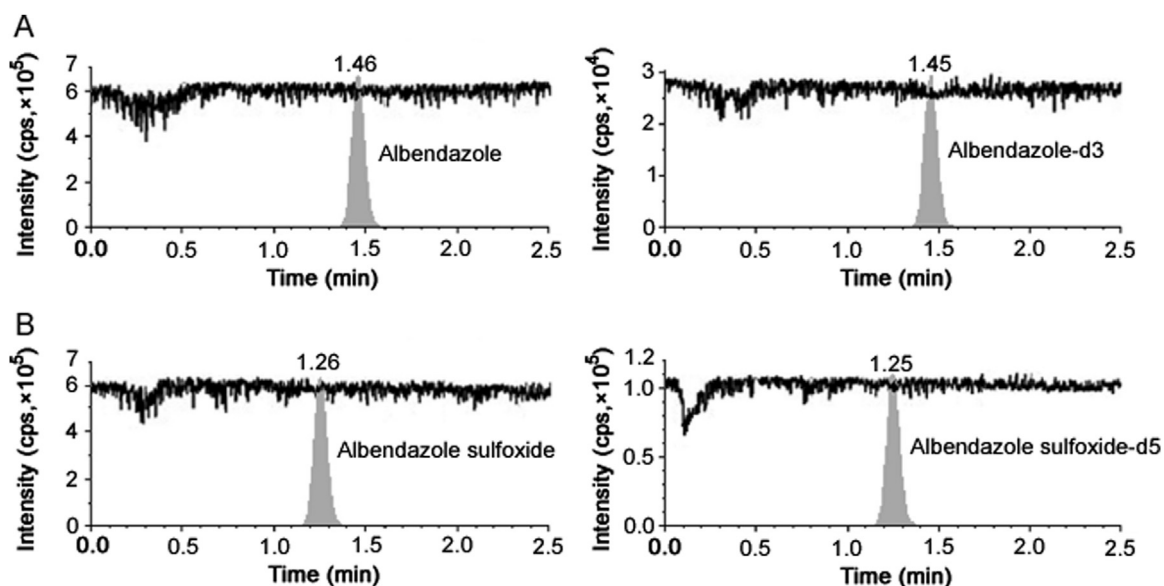 A
7
6
4
2
0
Intensity (cps,×10⁵)
1.46
Albendazole
0.0 0.5 1.0 1.5 2.0 2.5
Time (min)
3
2
1
0
Intensity (cps,×10⁴)
1.45
Albendazole-d3
0.0 0.5 1.0 1.5 2.0 2.5
Time (min)
B
7
6
4
2
0
Intensity (cps,×10⁵)
1.26
Albendazole sulfoxide
0.0 0.5 1.0 1.5 2.0 2.5
Time (min)
1.2
1.0
0.5
0.0
Intensity (cps,×10⁵)
1.25
Albendazole sulfoxide-d5
0.0 0.5 1.0 1.5 2.0 2.5
Time (min)